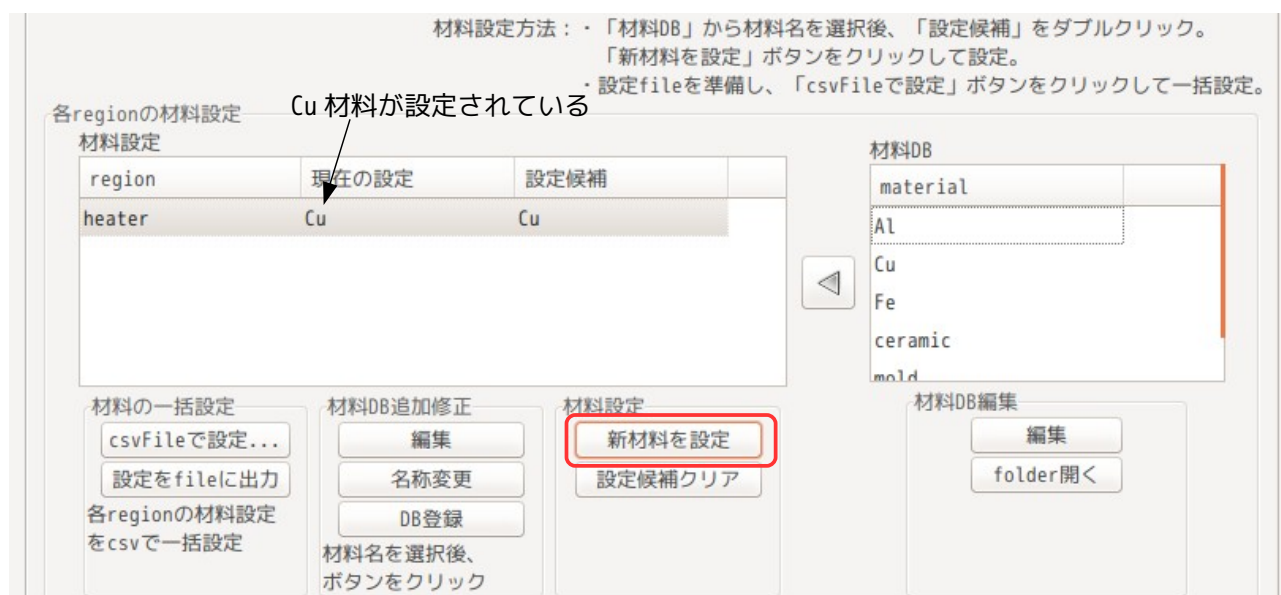 材料設定方法：・「材料DB」から材料名を選択後、「設定候補」をダブルクリック。
「新材料を設定」ボタンをクリックして設定。
・設定fileを準備し、「csvFileで設定」ボタンをクリックして一括設定。
各regionの材料設定
Cu 材料が設定されている
材料設定
region 現在の設定 設定候補
heater Cu Cu
材料DB
material
Al
Cu
Fe
ceramic
mold
材料の一括設定
csvFileで設定...
設定をfileに出力
各regionの材料設定
をcsvで一括設定
材料DB追加修正
編集
名称変更
DB登録
材料名を選択後、
ボタンをクリック
材料設定
新材料を設定
設定候補クリア
材料DB編集
編集
folder開く